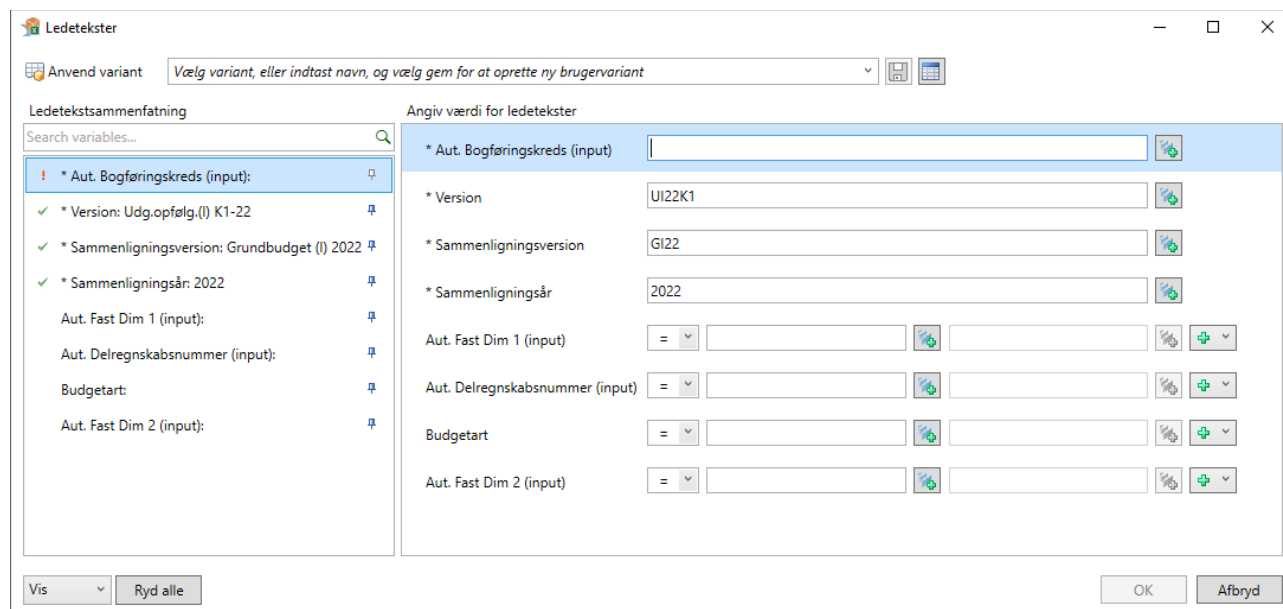 Ledetekster
Anvend variant
Vælg variant, eller indtast navn, og vælg gem for at oprette ny brugervariant
Ledetekstsammenfatning
Search variables...
! * Aut. Bogføringskreds (input):
* Version: Udg.opfølg.(I) K1-22
* Sammenligningsversion: Grundbudget (I) 2022
* Sammenligningsår: 2022
Aut. Fast Dim 1 (input):
Aut. Delregnskabsnummer (input):
Budgetart:
Aut. Fast Dim 2 (input):
Angiv værdi for ledetekster
* Aut. Bogføringskreds (input)
* Version UI22K1
* Sammenligningsversion GI22
* Sammenligningsår 2022
Aut. Fast Dim 1 (input) =
Aut. Delregnskabsnummer (input) =
Budgetart =
Aut. Fast Dim 2 (input) =
Vis Ryd alle OK Afbryd